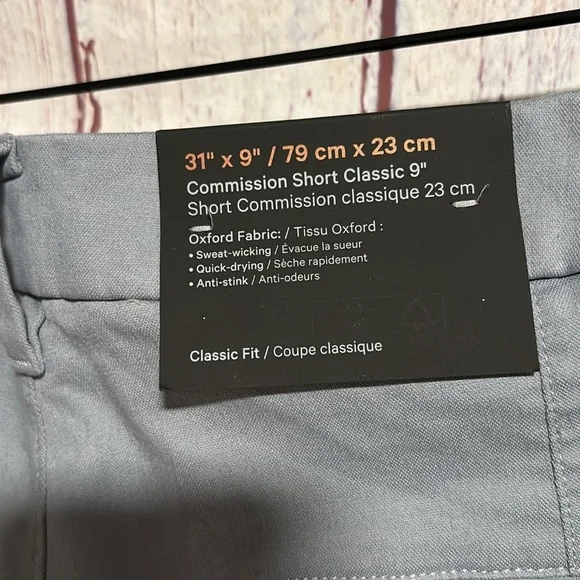 31" x 9" / 79 cm x 23 cm
Commission Short Classic 9"
Short Commission classique 23 cm
Oxford Fabric: / Tissu Oxford :
• Sweat-wicking / Évacue la sueur
• Quick-drying / Sèche rapidement
• Anti-stink / Anti-odeurs
Classic Fit / Coupe classique